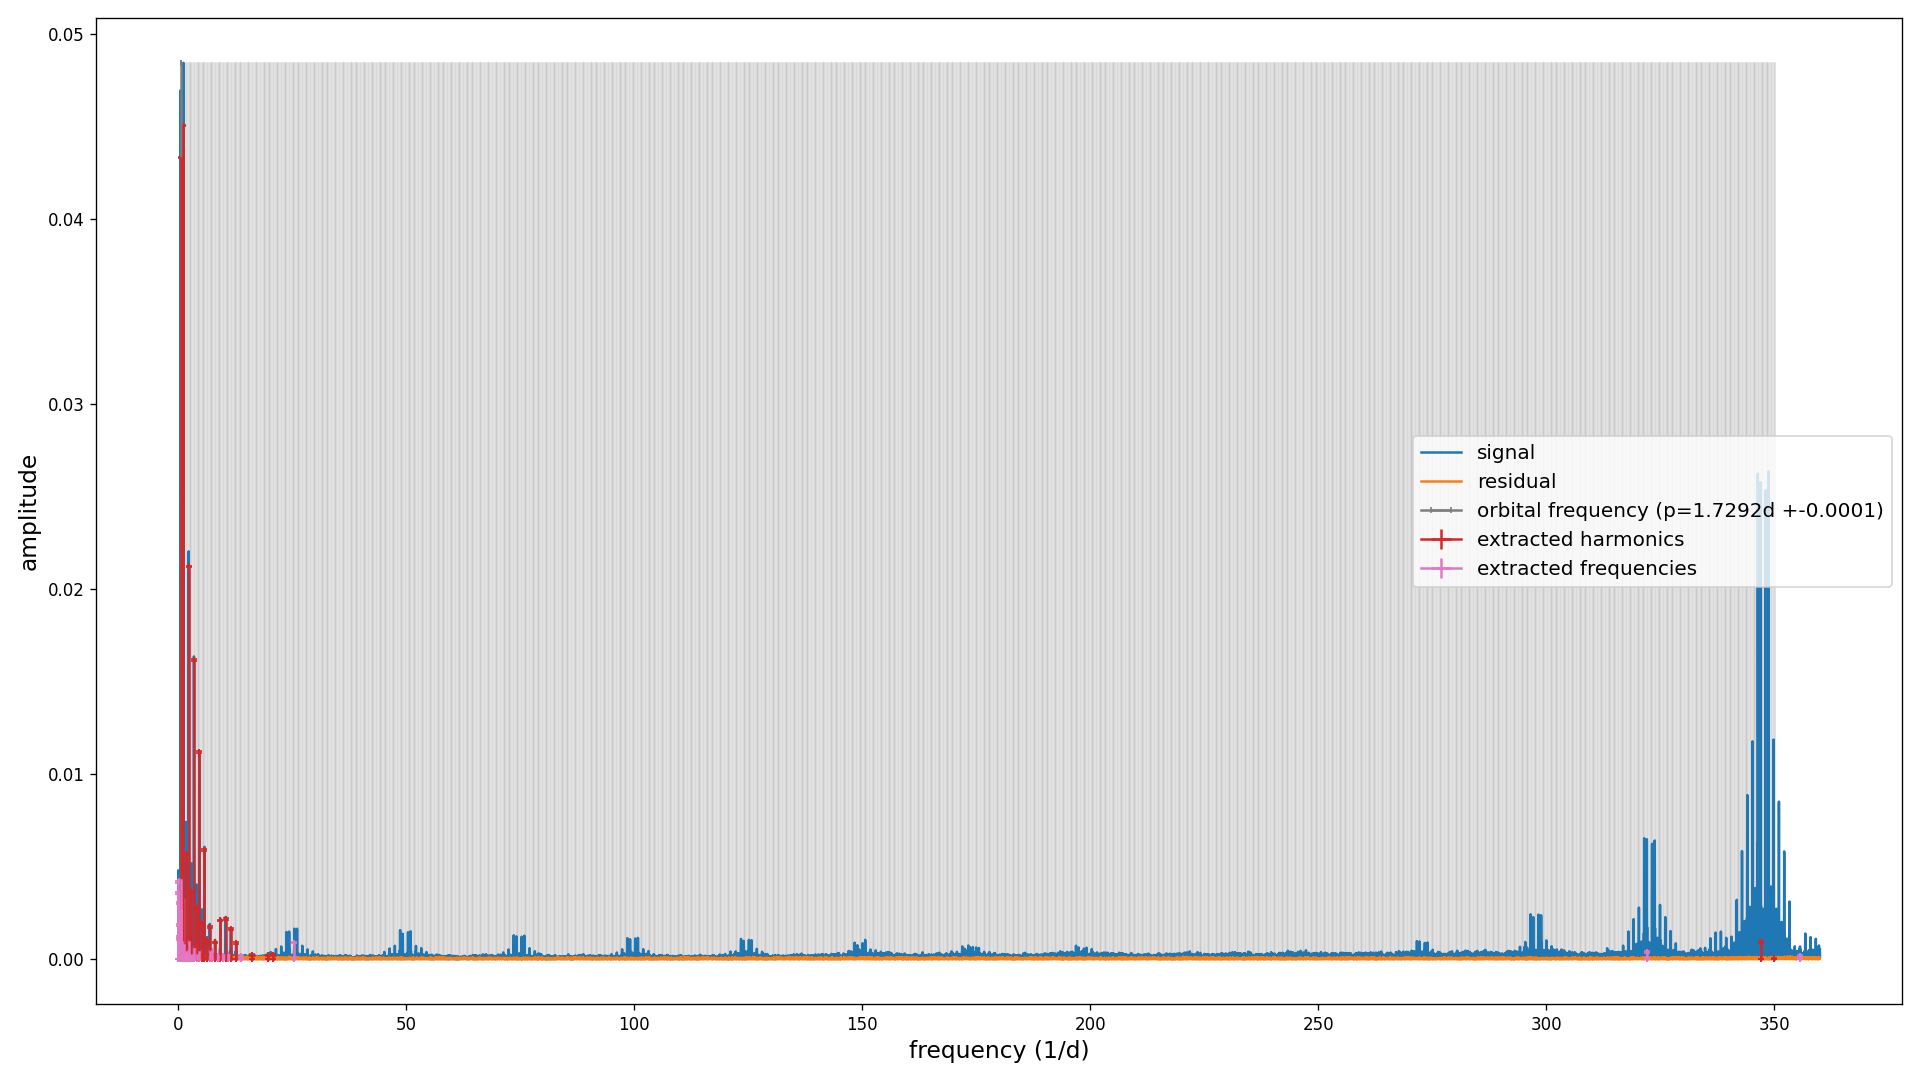 0.05
0.04
0.03
0.02
0.01
0.00
amplitude
signal
residual
orbital frequency (p=1.7292d +-0.0001)
extracted harmonics
extracted frequencies
0 50 100 150 200 250 300 350
frequency (1/d)